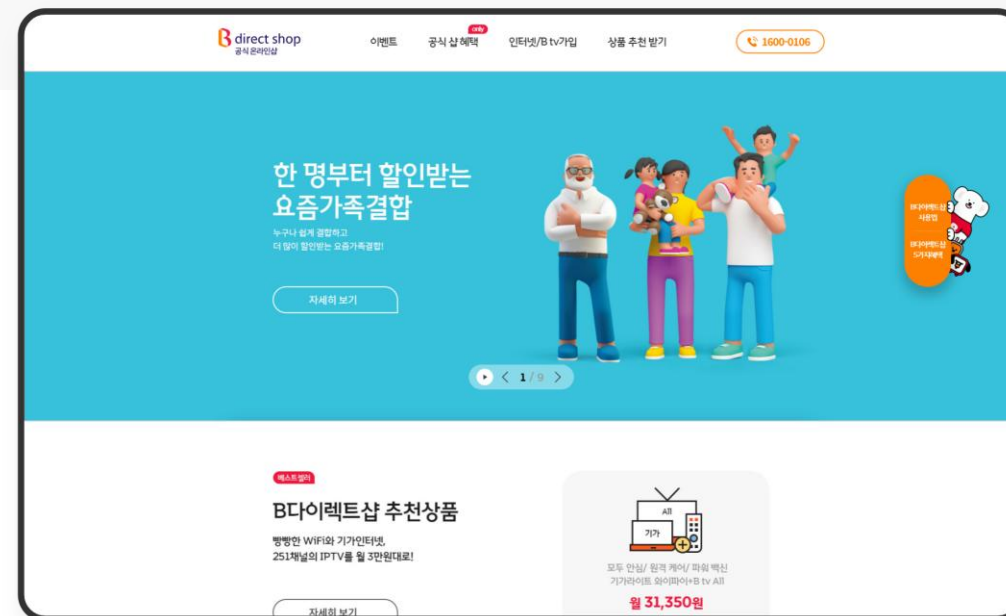 B direct shop
공식 온라인샵
이벤트
공식 샵 혜택
only
인터넷/B tv가입
상품 추천 받기
1600-0106
한 명부터 할인받는
요즘가족결합
누구나 쉽게 결합하고
더 많이 할인받는 요즘가족결합!
자세히 보기
1 / 9
B다이렉트샵
사용법
B다이렉트샵
5가지혜택
베스트셀러
B다이렉트샵 추천상품
빵빵한 WiFi와 기가인터넷,
251채널의 IPTV를 월 3만원대로!
자세히 보기
All
기가
모두 안심/ 원격 케어/ 파워 백신
기가라이트 와이파이+B tv All
월 31,350원